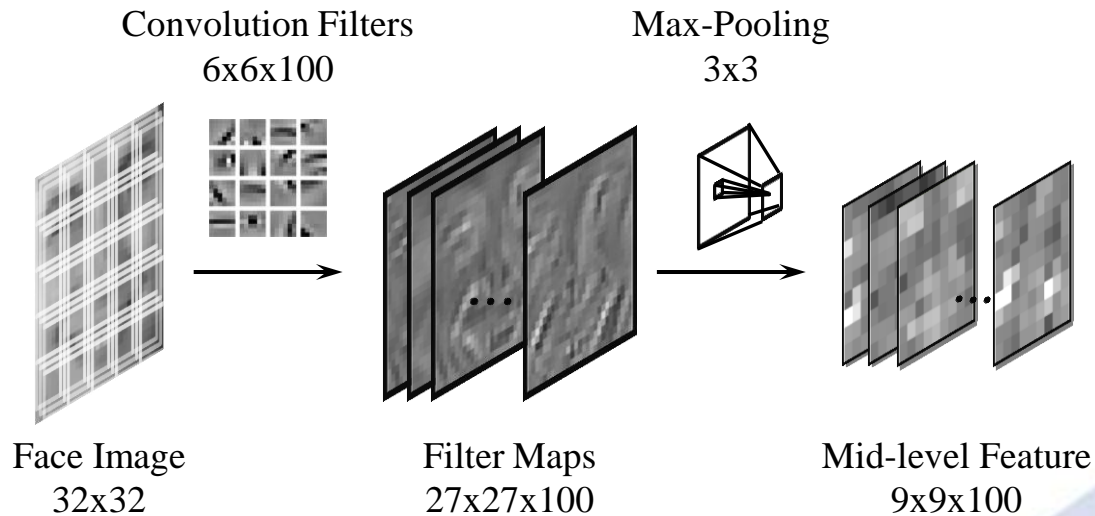 Convolution Filters
6x6x100
Max-Pooling
3x3
Face Image
32x32
Filter Maps
27x27x100
Mid-level Feature
9x9x100